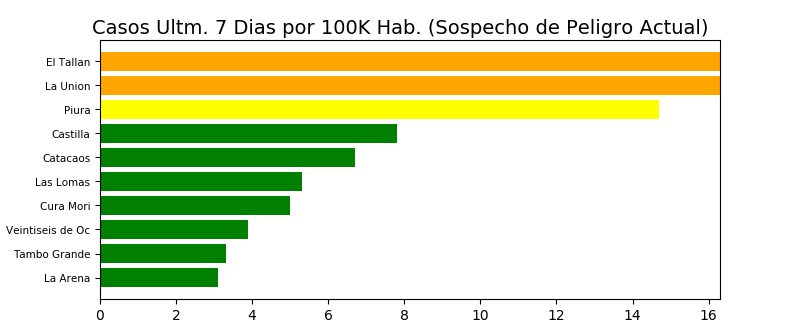 Casos Ultm. 7 Dias por 100K Hab. (Sospecho de Peligro Actual)
El Tallan
La Union
Piura
Castilla
Catacaos
Las Lomas
Cura Mori
Veintiseis de Oc
Tambo Grande
La Arena
0 2 4 6 8 10 12 14 16